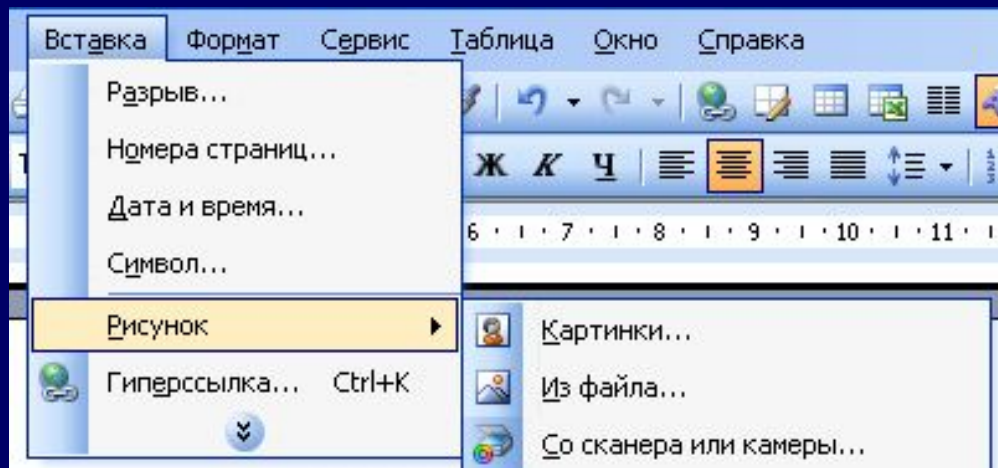 Вставка Формат Сервис Таблица Окно Справка
Разрыв...
Номера страниц...
Ж К Ч
Дата и время...
6 7 8 9 10 11
Символ...
Рисунок
Картинки...
Гиперссылка... Ctrl+K
Из файла...
Со сканера или камеры...